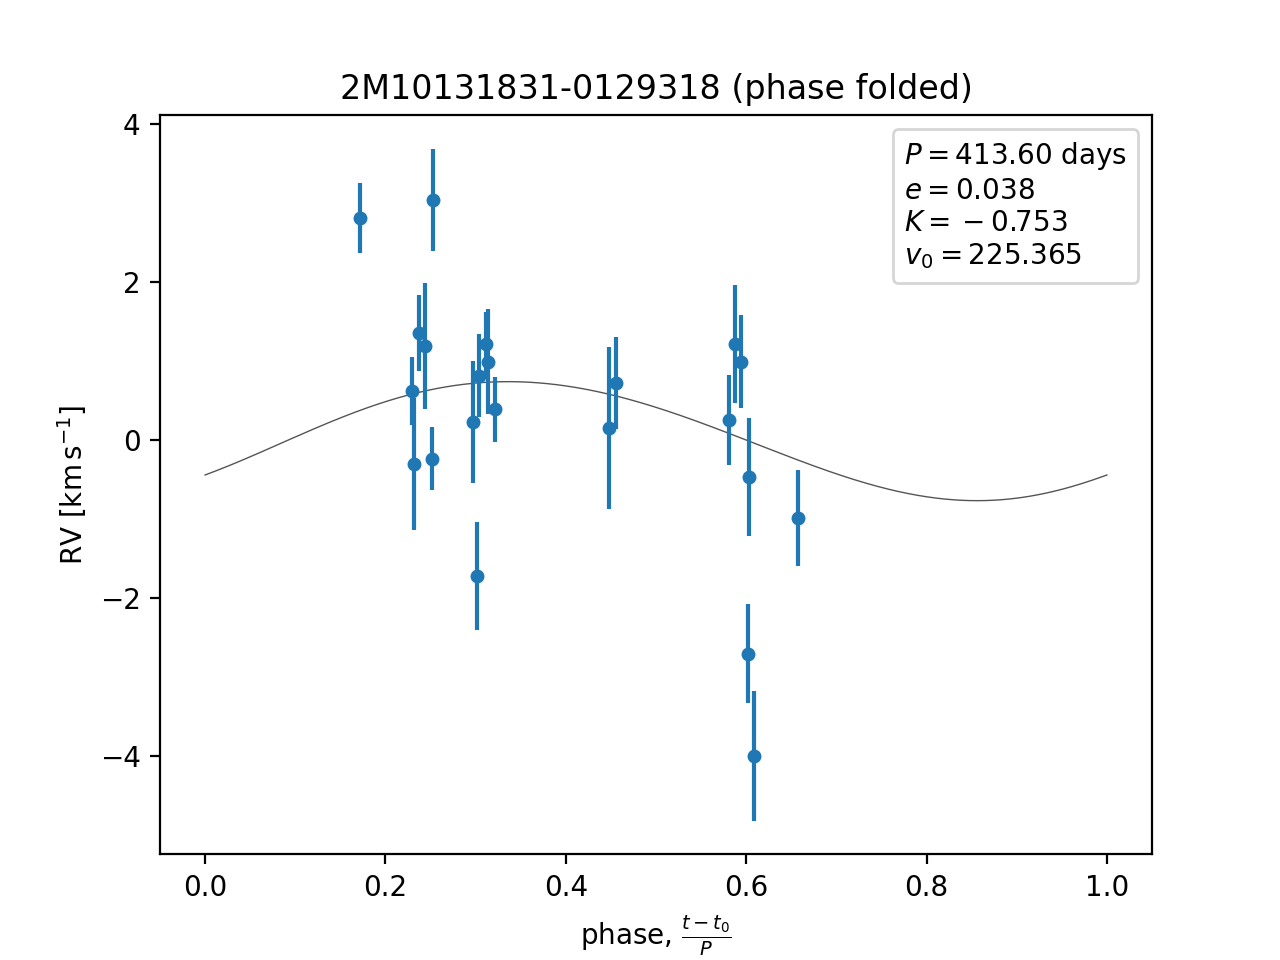 2M10131831-0129318 (phase folded)
P = 413.60 days
e = 0.038
K = −0.753
v₀ = 225.365
4
2
0
−2
−4
RV [km s⁻¹]
0.0 0.2 0.4 0.6 0.8 1.0
phase, (t − t₀)/P